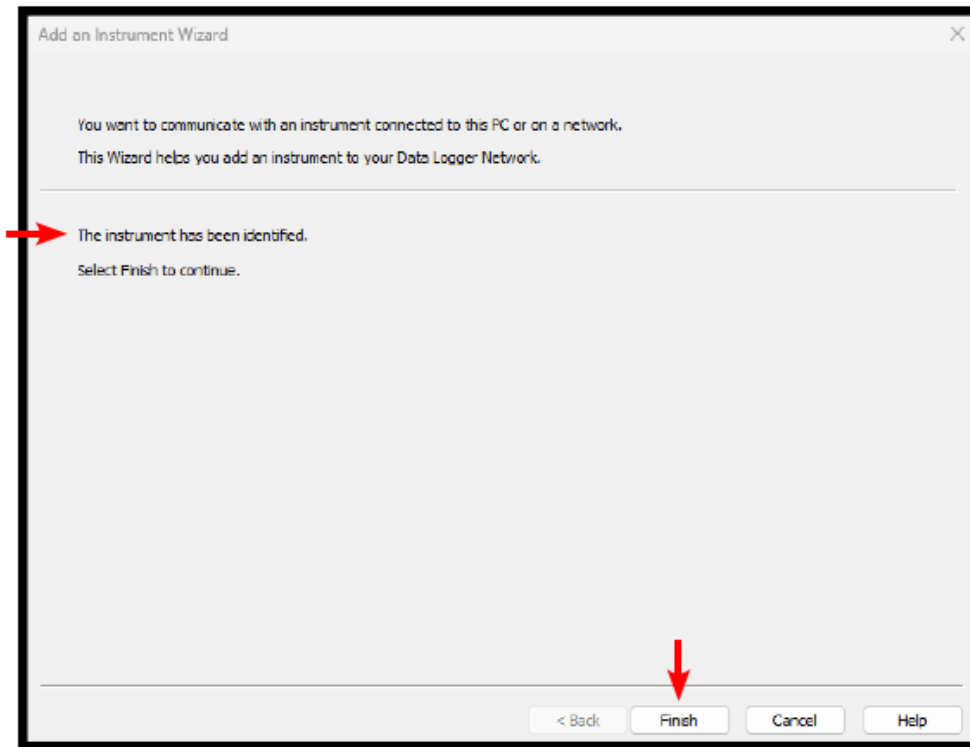 Add an Instrument Wizard
You want to communicate with an instrument connected to this PC or on a network.
This Wizard helps you add an instrument to your Data Logger Network.
The instrument has been identified.
Select Finish to continue.
< Back Finish Cancel Help